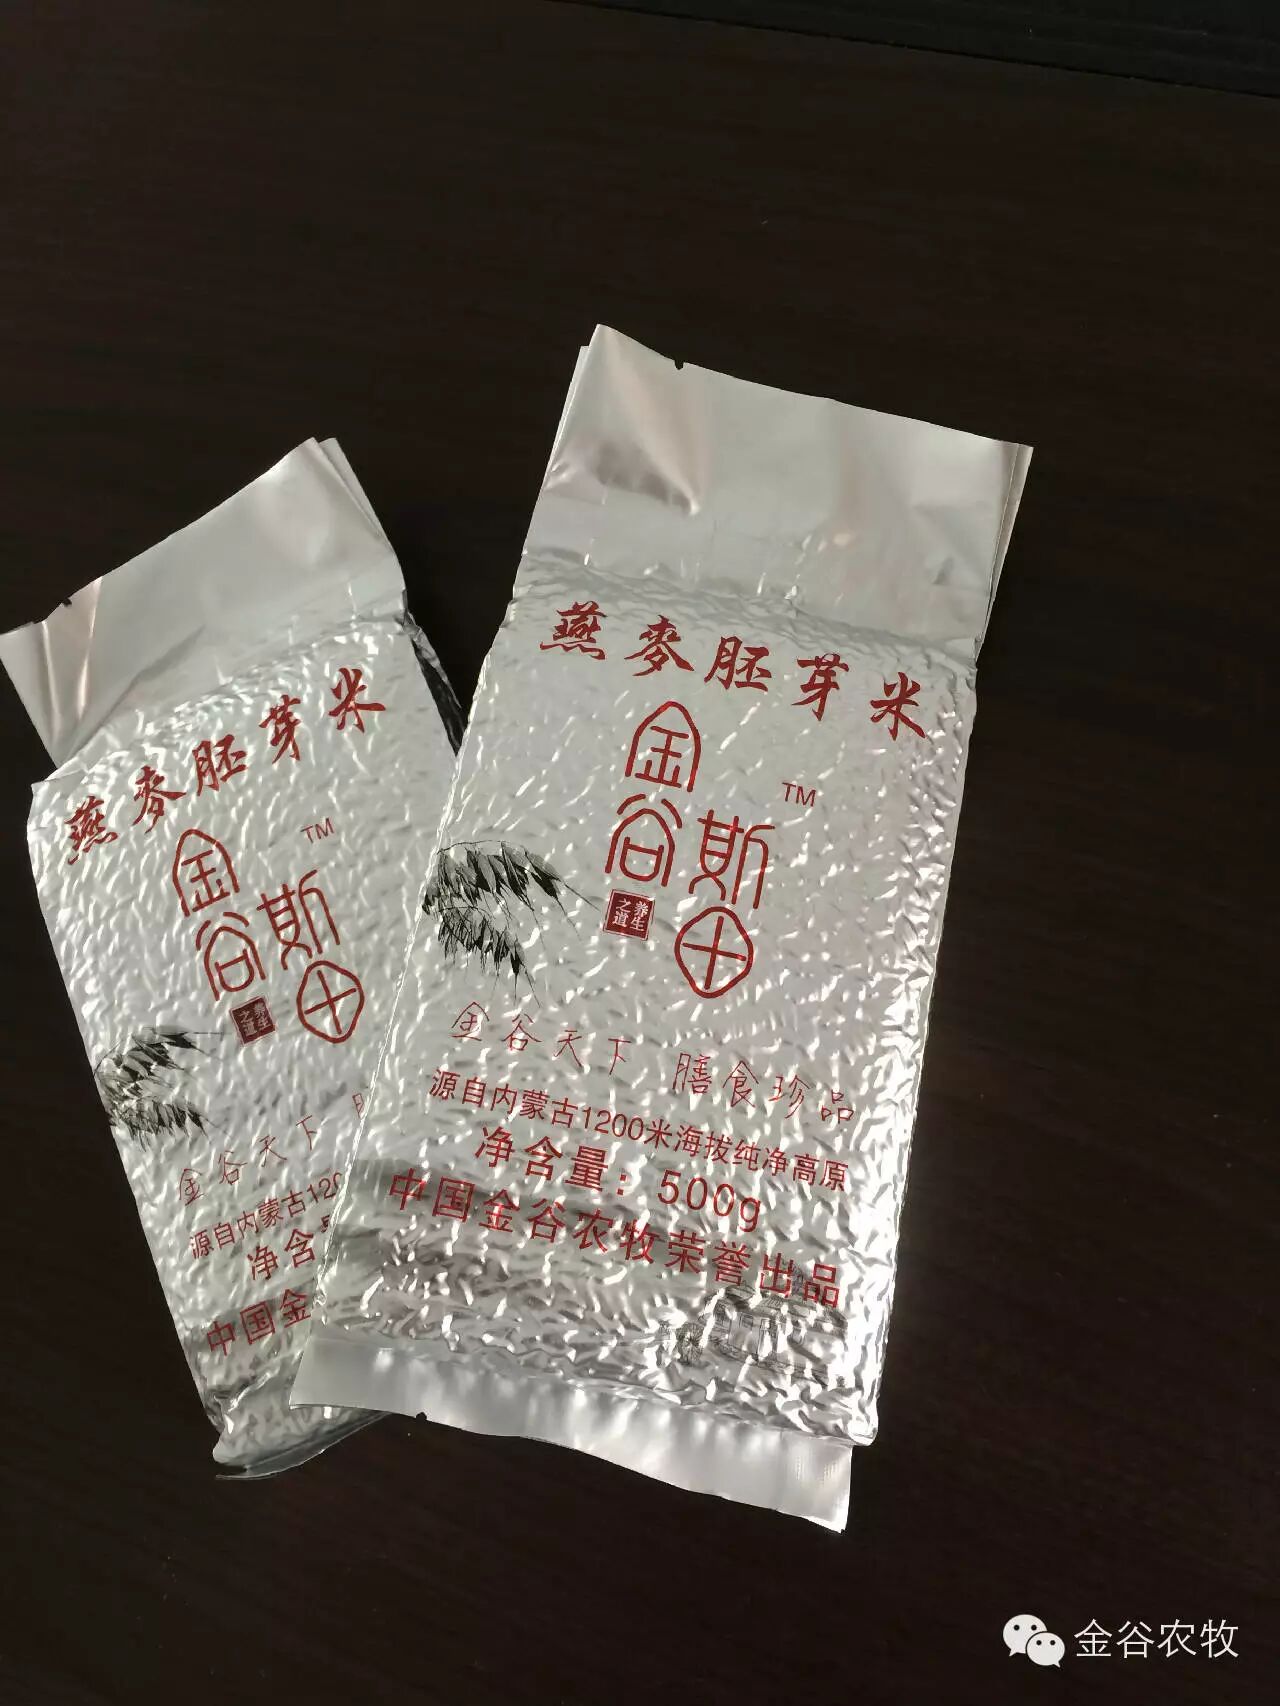 燕麥胚芽米
金谷
斯田
TM
养生之道
金谷天下 膳食珍品
源自内蒙古1200米海拔纯净高原
净含量：500g
中国金谷农牧荣誉出品
燕麥胚芽米
金谷
斯田
TM
养生之道
金谷天下
源自内蒙古120
净含
中国金
金谷农牧